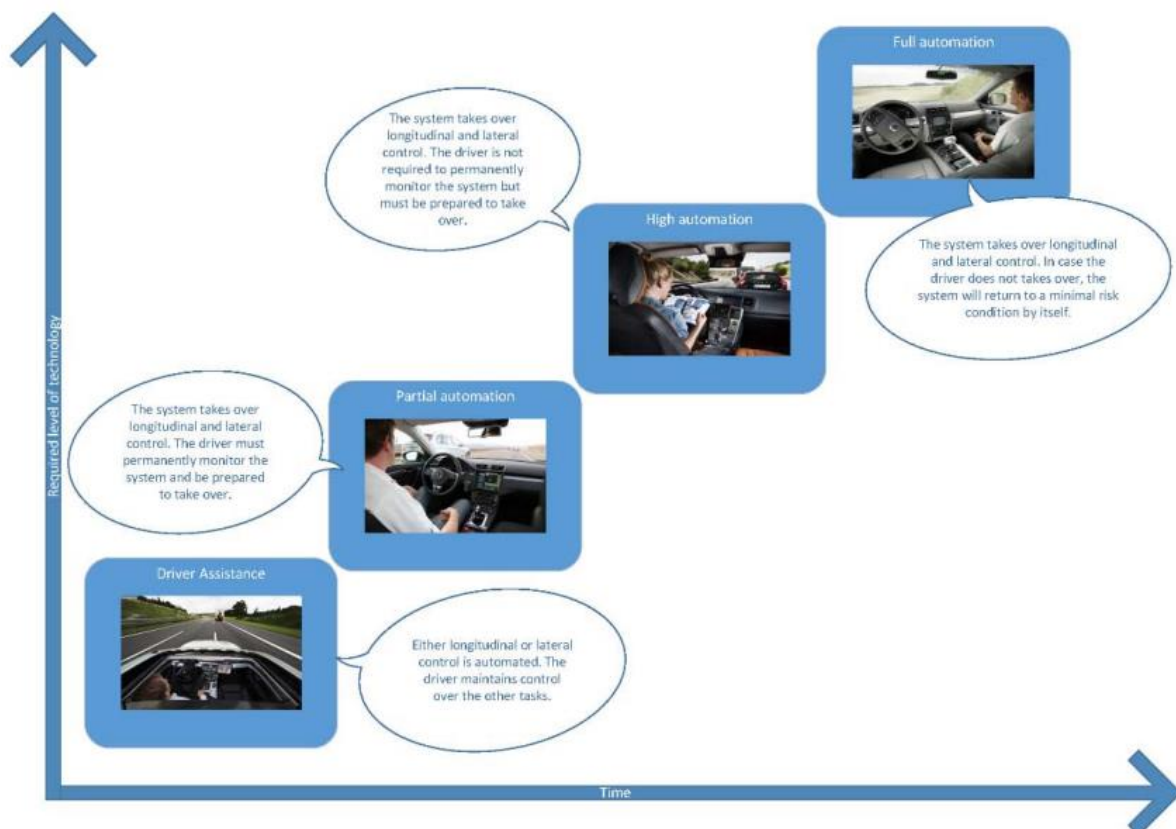 Full automation
The system takes over
longitudinal and lateral
control. The driver is not
required to permanently
monitor the system but
must be prepared to take
over.
High automation
The system takes over longitudinal
and lateral control. In case the
driver does not takes over, the
system will return to a minimal risk
condition by itself.
Required level of technology
Partial automation
The system takes over
longitudinal and lateral
control. The driver must
permanently monitor the
system and be prepared
to take over.
Driver Assistance
Either longitudinal or lateral
control is automated. The
driver maintains control
over the other tasks.
Time